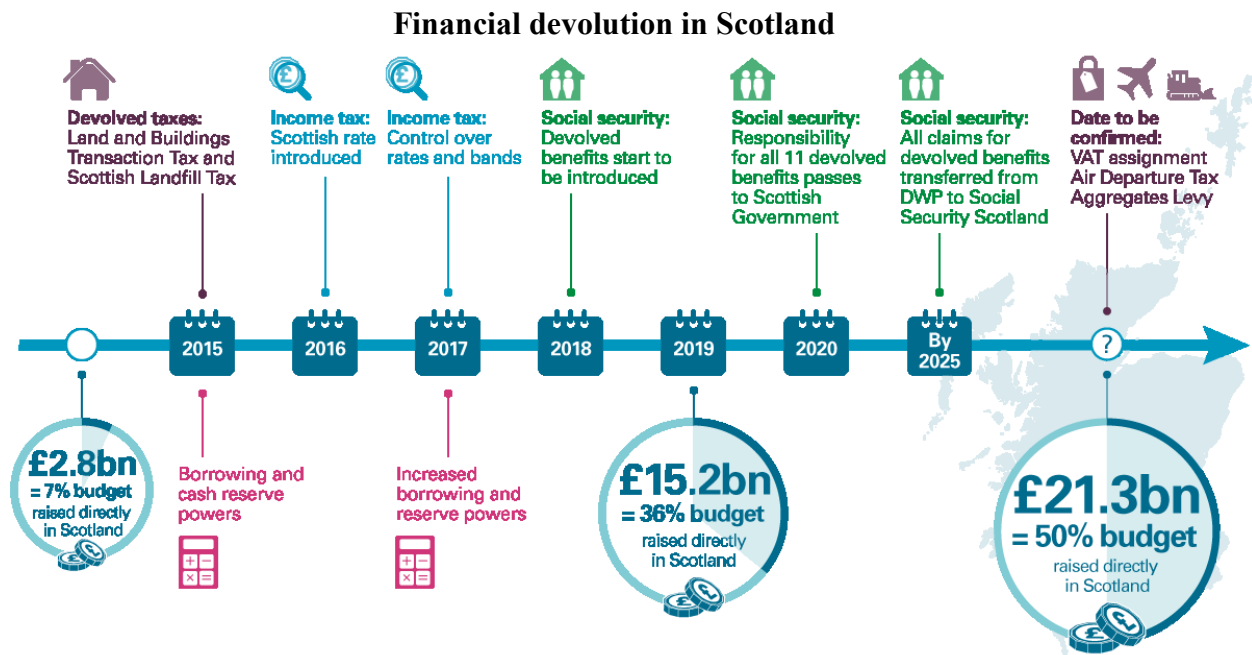 Financial devolution in Scotland
Devolved taxes:
Land and Buildings
Transaction Tax and
Scottish Landfill Tax
Income tax:
Scottish rate
introduced
Income tax:
Control over
rates and bands
Social security:
Devolved
benefits start to
be introduced
Social security:
Responsibility
for all 11 devolved
benefits passes
to Scottish
Government
Social security:
All claims for
devolved benefits
transferred from
DWP to Social
Security Scotland
Date to be
confirmed:
VAT assignment
Air Departure Tax
Aggregates Levy
2015
2016
2017
2018
2019
2020
By
2025
?
£2.8bn
= 7% budget
raised directly
in Scotland
Borrowing and
cash reserve
powers
Increased
borrowing and
reserve powers
£15.2bn
= 36% budget
raised directly
in Scotland
£21.3bn
= 50% budget
raised directly
in Scotland